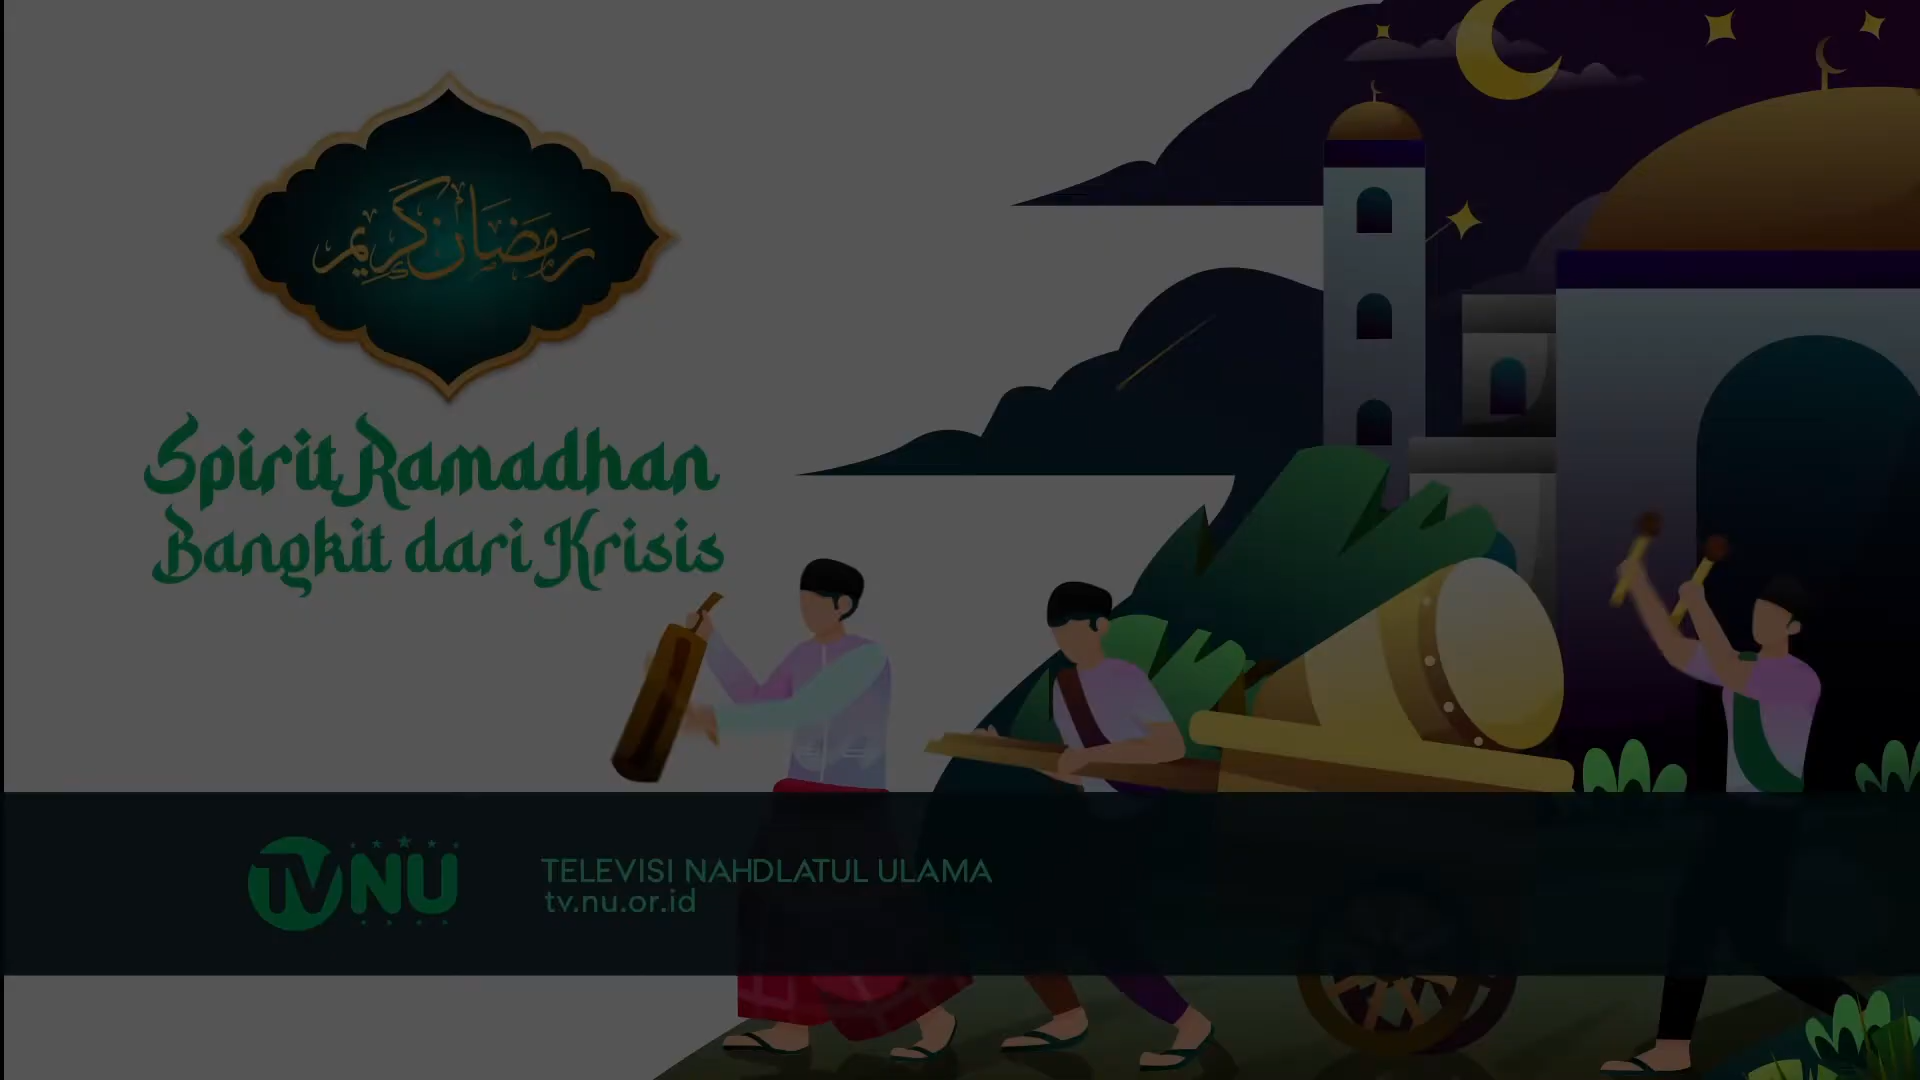 رمضان كريم
Spirit Ramadhan
Bangkit dari Krisis
TVNU
TELEVISI NAHDLATUL ULAMA
tv.nu.or.id